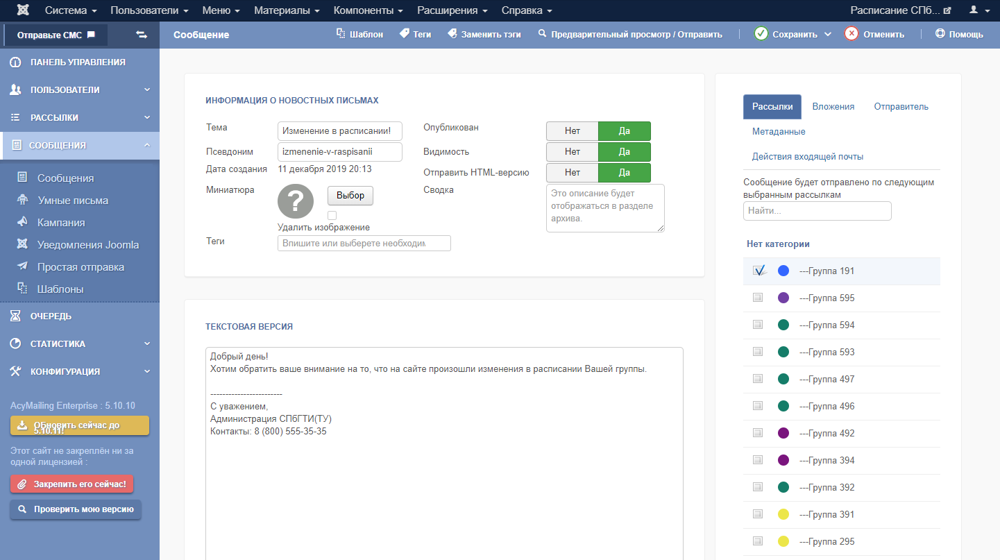 Система
Пользователи
Меню
Материалы
Компоненты
Расширения
Справка
Расписание СПб...
Отправьте СМС
Сообщение
Шаблон
Теги
Заменить тэги
Предварительный просмотр / Отправить
Сохранить
Отменить
Помощь
ПАНЕЛЬ УПРАВЛЕНИЯ
ПОЛЬЗОВАТЕЛИ
РАССЫЛКИ
СООБЩЕНИЯ
Сообщения
Умные письма
Кампания
Уведомления Joomla
Простая отправка
Шаблоны
ОЧЕРЕДЬ
СТАТИСТИКА
КОНФИГУРАЦИЯ
AcyMailing Enterprise : 5.10.10
Обновить сейчас до
5.10.11!
Этот сайт не закреплён ни за
одной лицензией :
Закрепить его сейчас!
Проверить мою версию
ИНФОРМАЦИЯ О НОВОСТНЫХ ПИСЬМАХ
Тема
Изменение в расписании!
Псевдоним
izmenenie-v-raspisanii
Дата создания
11 декабря 2019 20:13
Миниатюра
?
Выбор
Удалить изображение
Теги
Впишите или выберете необходим
Опубликован
Нет
Да
Видимость
Нет
Да
Отправить HTML-версию
Нет
Да
Сводка
Это описание будет
отображаться в разделе
архива.
ТЕКСТОВАЯ ВЕРСИЯ
Добрый день!
Хотим обратить ваше внимание на то, что на сайте произошли изменения в расписании Вашей группы.
------------------------
С уважением,
Администрация СПбГТИ(ТУ)
Контакты: 8 (800) 555-35-35
Рассылки
Вложения
Отправитель
Метаданные
Действия входящей почты
Сообщение будет отправлено по следующим
выбранным рассылкам
Найти...
Нет категории
---Группа 191
---Группа 595
---Группа 594
---Группа 593
---Группа 497
---Группа 496
---Группа 492
---Группа 394
---Группа 392
---Группа 391
---Группа 295